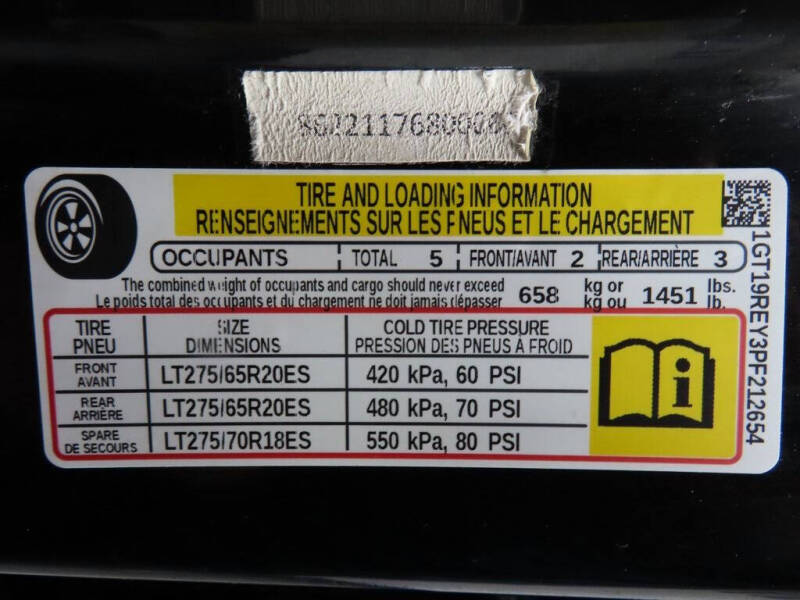 TIRE AND LOADING INFORMATION
RENSEIGNEMENTS SUR LES PNEUS ET LE CHARGEMENT
OCCUPANTS TOTAL 5 FRONT/AVANT 2 REAR/ARRIÈRE 3
The combined weight of occupants and cargo should never exceed 658 kg or 1451 lbs.
Le poids total des occupants et du chargement ne doit jamais dépasser kg ou lb.
TIRE SIZE COLD TIRE PRESSURE
PNEU DIMENSIONS PRESSION DES PNEUS À FROID
FRONT AVANT LT275/65R20ES 420 kPa, 60 PSI
REAR ARRIÈRE LT275/65R20ES 480 kPa, 70 PSI
SPARE DE SECOURS LT275/70R18ES 550 kPa, 80 PSI
i
1GT19REY3PF212654